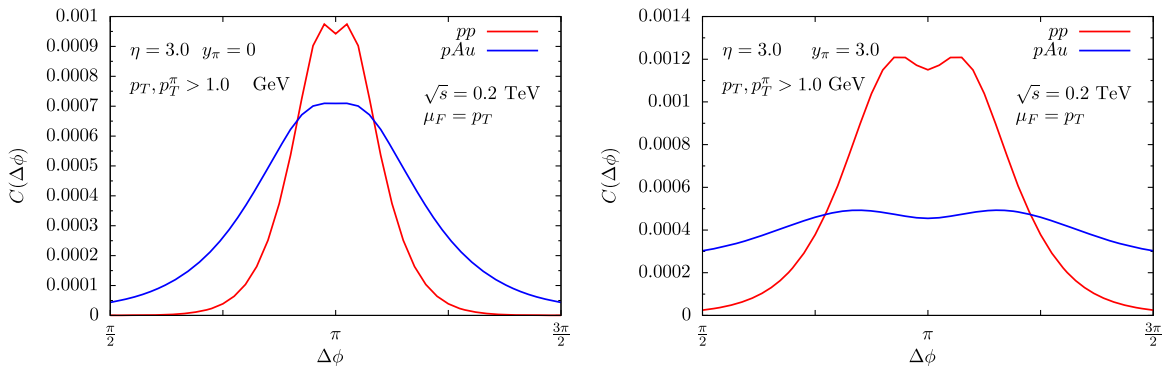 0.001
0.0009
0.0008
0.0007
0.0006
0.0005
0.0004
0.0003
0.0002
0.0001
0
C(Δφ)
η = 3.0 y_π = 0
p_T, p_T^π > 1.0 GeV
pp
pAu
√s = 0.2 TeV
μ_F = p_T
π/2
π
3π/2
Δφ
0.0014
0.0012
0.001
0.0008
0.0006
0.0004
0.0002
0
C(Δφ)
η = 3.0 y_π = 3.0
p_T, p_T^π > 1.0 GeV
pp
pAu
√s = 0.2 TeV
μ_F = p_T
π/2
π
3π/2
Δφ